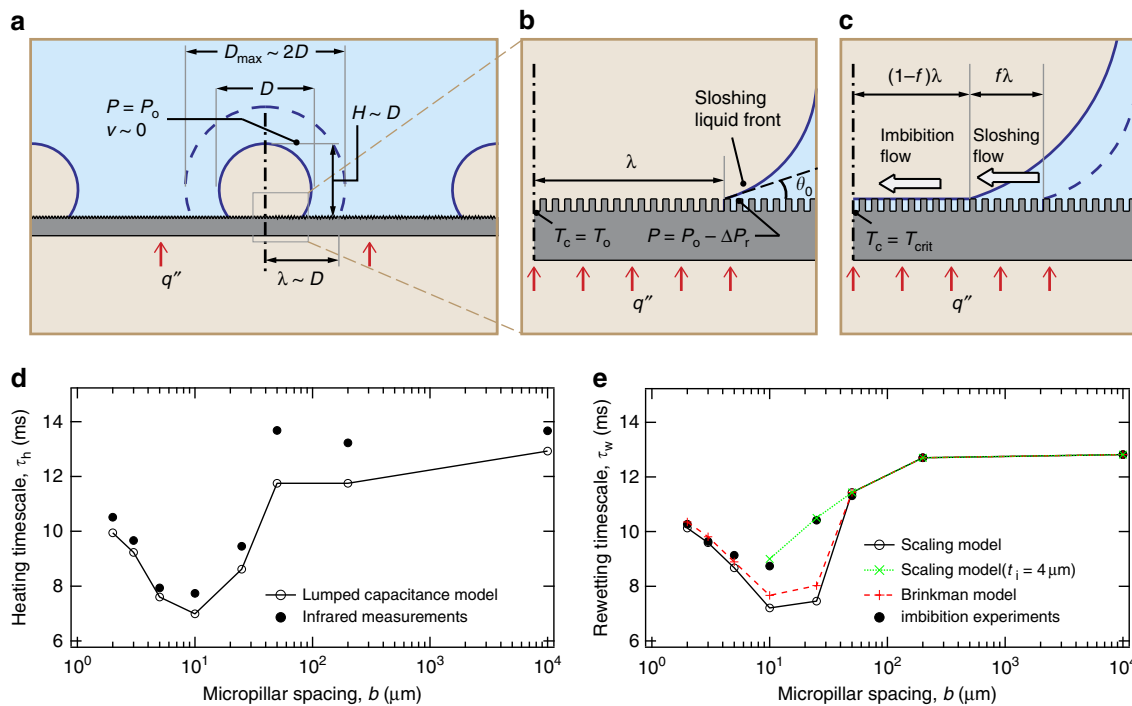 a
D_max ~ 2D
D
P = P_o
v ~ 0
H ~ D
q″
λ ~ D
b
Sloshing
liquid front
λ
θ_0
T_c = T_o
P = P_o − ΔP_r
q″
c
(1–f)λ
fλ
Imbibition
flow
Sloshing
flow
T_c = T_crit
q″
d
Heating timescale, τ_h (ms)
14
12
10
8
6
10^0
10^1
10^2
10^3
10^4
Micropillar spacing, b (μm)
Lumped capacitance model
Infrared measurements
e
Rewetting timescale, τ_w (ms)
14
12
10
8
6
10^0
10^1
10^2
10^3
10^4
Micropillar spacing, b (μm)
Scaling model
Scaling model(t_i = 4 μm)
Brinkman model
imbibition experiments